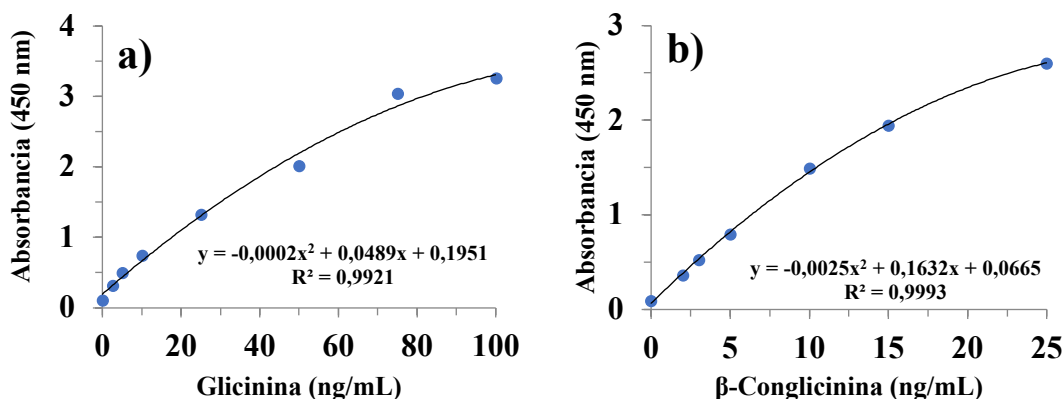 a)
Absorbancia (450 nm)
4
3
2
1
0
y = -0,0002x² + 0,0489x + 0,1951
R² = 0,9921
0 20 40 60 80 100
Glicinina (ng/mL)
b)
Absorbancia (450 nm)
3
2
1
0
y = -0,0025x² + 0,1632x + 0,0665
R² = 0,9993
0 5 10 15 20 25
β-Conglicinina (ng/mL)